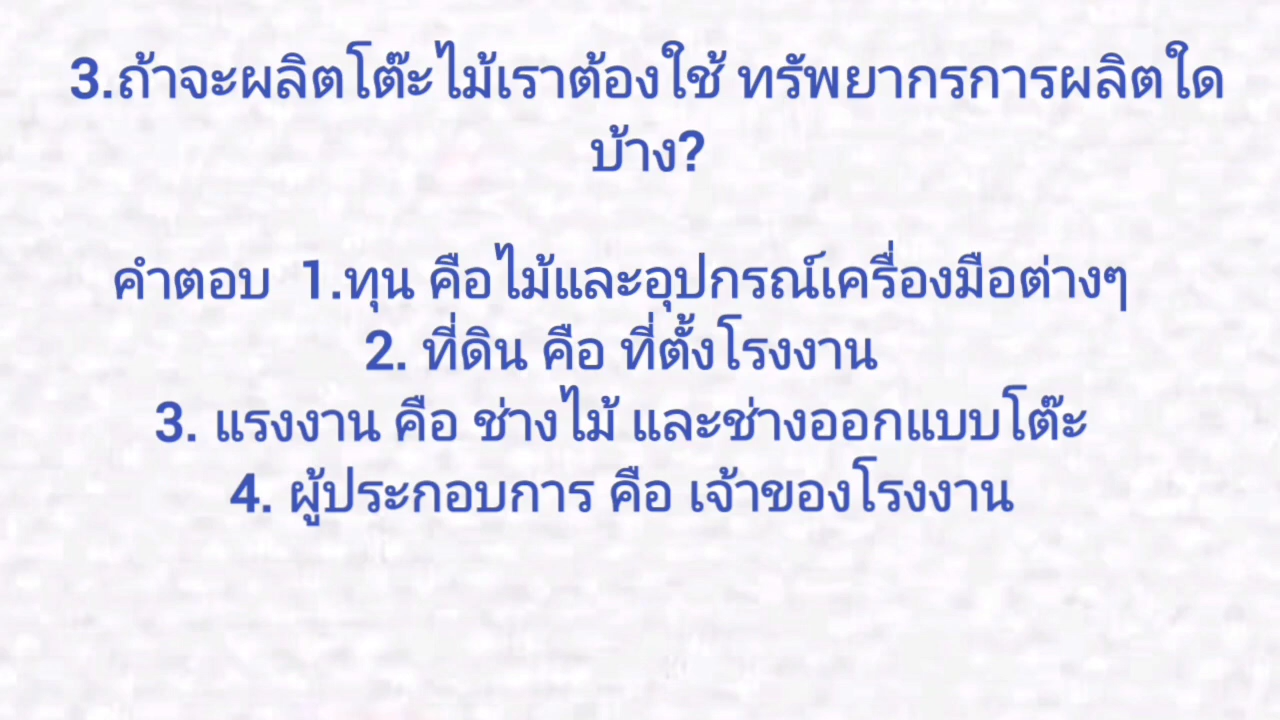 3.ถ้าจะผลิตโต๊ะไม้เราต้องใช้ ทรัพยากรการผลิตใด
บ้าง?
คำตอบ 1.ทุน คือไม้และอุปกรณ์เครื่องมือต่างๆ
2. ที่ดิน คือ ที่ตั้งโรงงาน
3. แรงงาน คือ ช่างไม้ และช่างออกแบบโต๊ะ
4. ผู้ประกอบการ คือ เจ้าของโรงงาน